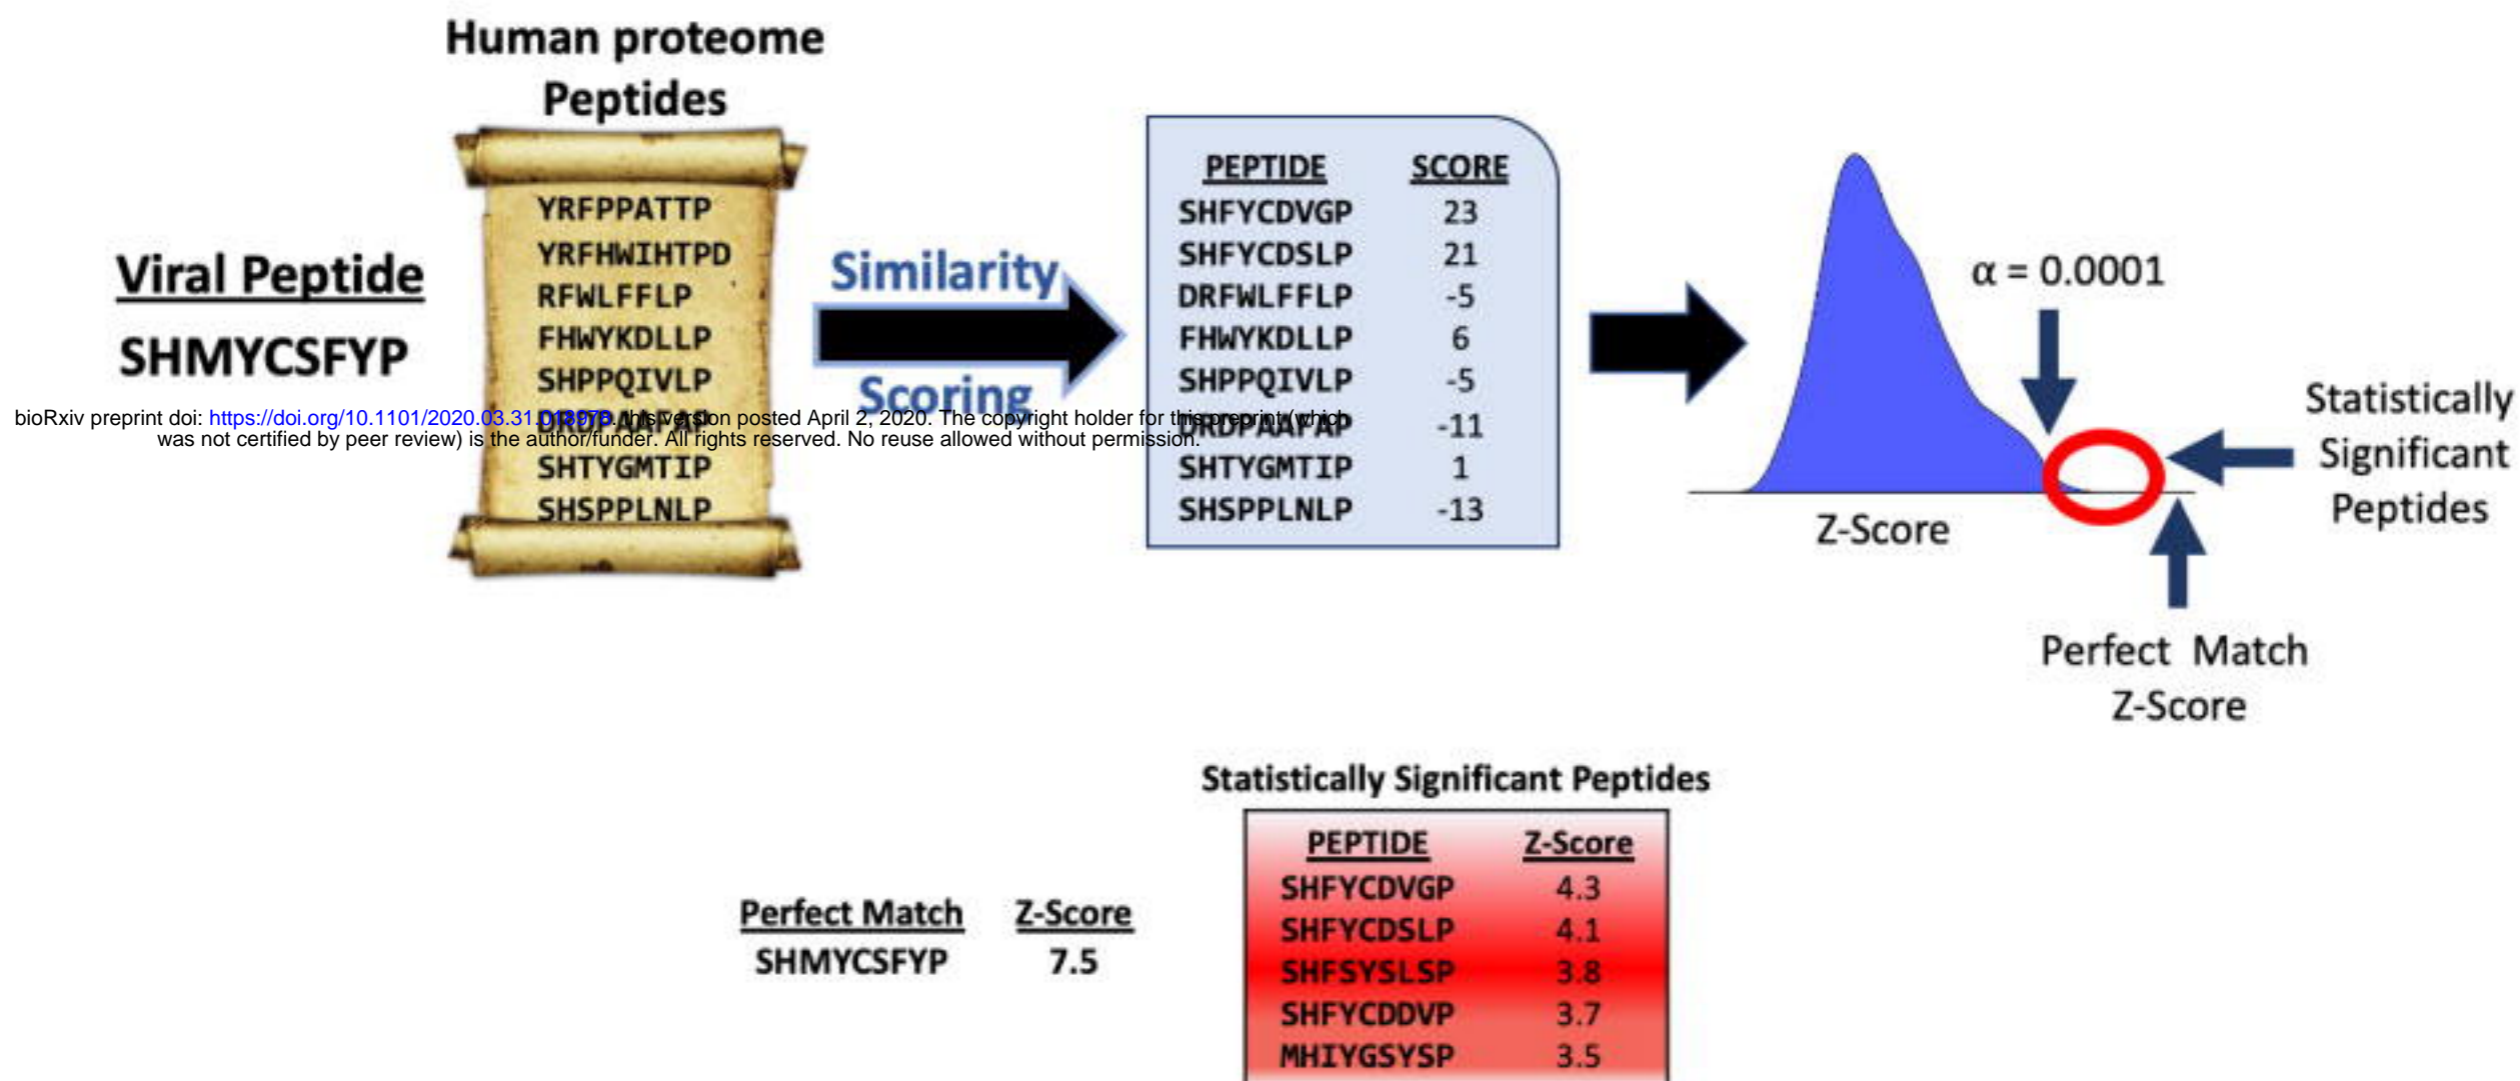 Human proteome
Peptides
Viral Peptide
SHMYCSFYP
YRFPPATTP
YRFHWIHTPD
RFWLFFLP
FHWYKDLLP
SHPPQIVLP
SHTYGMTIP
SHSPPLNLP
Similarity
Scoring
PEPTIDE SCORE
SHFYCDVGP 23
SHFYCDSLP 21
DRFWLFFLP -5
FHWYKDLLP 6
SHPPQIVLP -5
DRDPAAFAP -11
SHTYGMTIP 1
SHSPPLNLP -13
bioRxiv preprint doi: https://doi.org/10.1101/2020.03.31.018978. this version posted April 2, 2020. The copyright holder for this preprint (which
was not certified by peer review) is the author/funder. All rights reserved. No reuse allowed without permission.
α = 0.0001
Z-Score
Statistically
Significant
Peptides
Perfect Match
Z-Score
Statistically Significant Peptides
Perfect Match Z-Score
SHMYCSFYP 7.5
PEPTIDE Z-Score
SHFYCDVGP 4.3
SHFYCDSLP 4.1
SHFSYSLSP 3.8
SHFYCDDVP 3.7
MHIYGSYSP 3.5